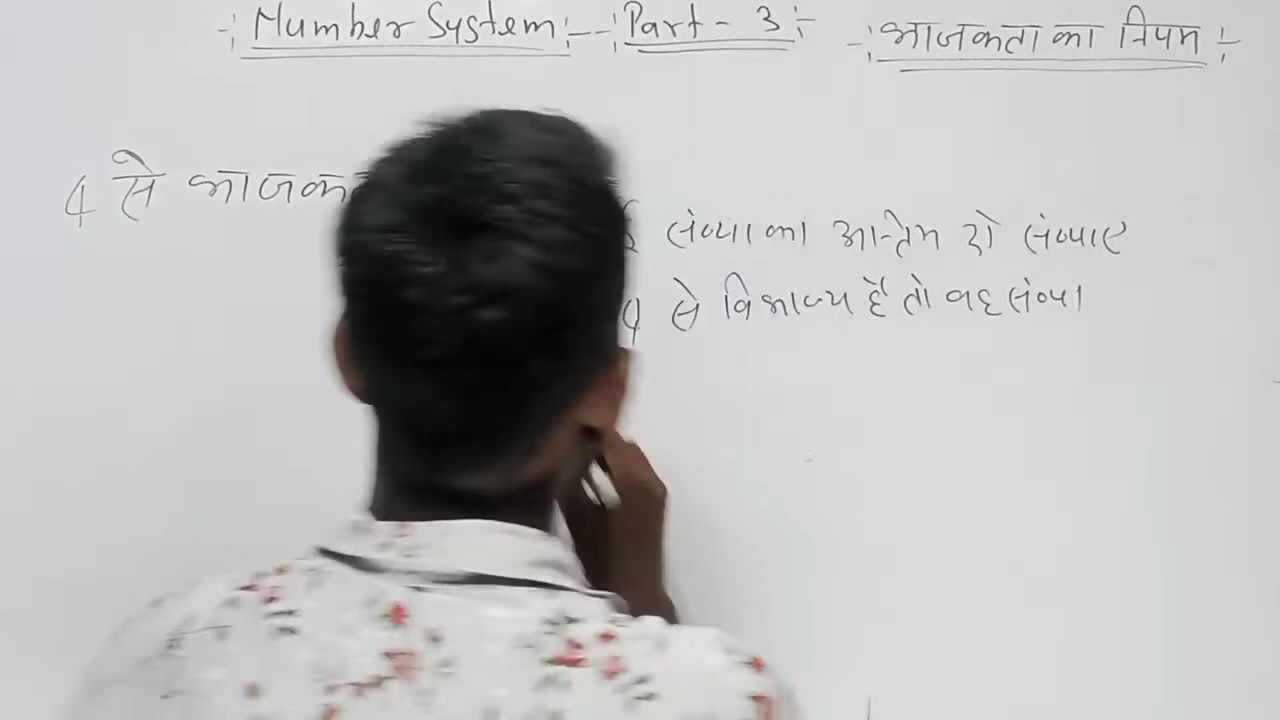 -: Number System :- -: Part - 3 :- -: भाजकता का नियम :-
4 से भाजक
संख्या का अन्तिम दो संख्याए
4 से विभाज्य है तो वह संख्या